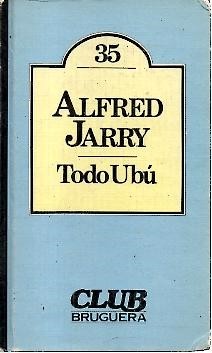 35
ALFRED
JARRY
Todo Ubú
CLUB
BRUGUERA